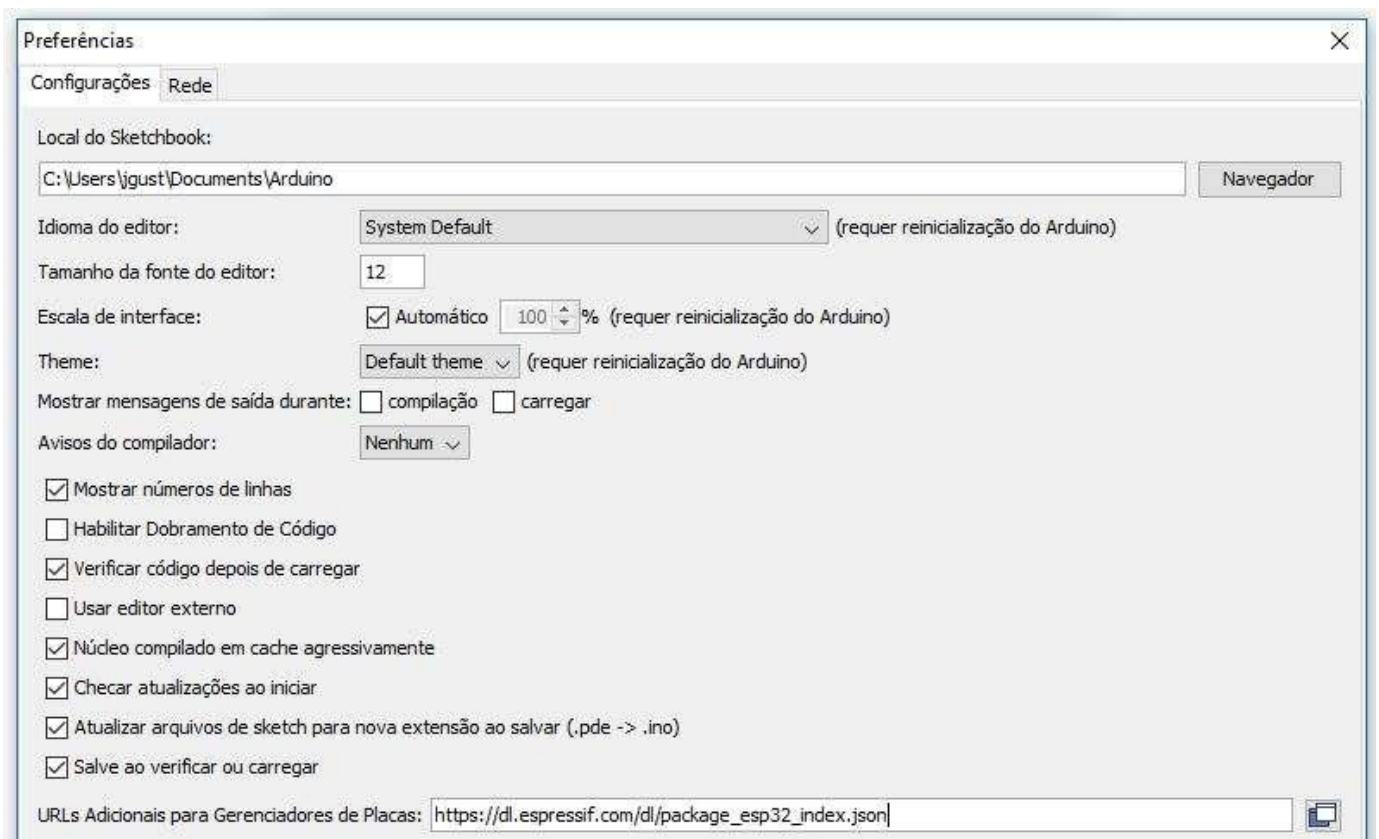 Preferências
Configurações Rede
Local do Sketchbook:
C:\Users\jgust\Documents\Arduino Navegador
Idioma do editor: System Default (requer reinicialização do Arduino)
Tamanho da fonte do editor: 12
Escala de interface: Automático 100 % (requer reinicialização do Arduino)
Theme: Default theme (requer reinicialização do Arduino)
Mostrar mensagens de saída durante: compilação carregar
Avisos do compilador: Nenhum
Mostrar números de linhas
Habilitar Dobramento de Código
Verificar código depois de carregar
Usar editor externo
Núcleo compilado em cache agressivamente
Checar atualizações ao iniciar
Atualizar arquivos de sketch para nova extensão ao salvar (.pde -> .ino)
Salve ao verificar ou carregar
URLs Adicionais para Gerenciadores de Placas: https://dl.espressif.com/dl/package_esp32_index.json